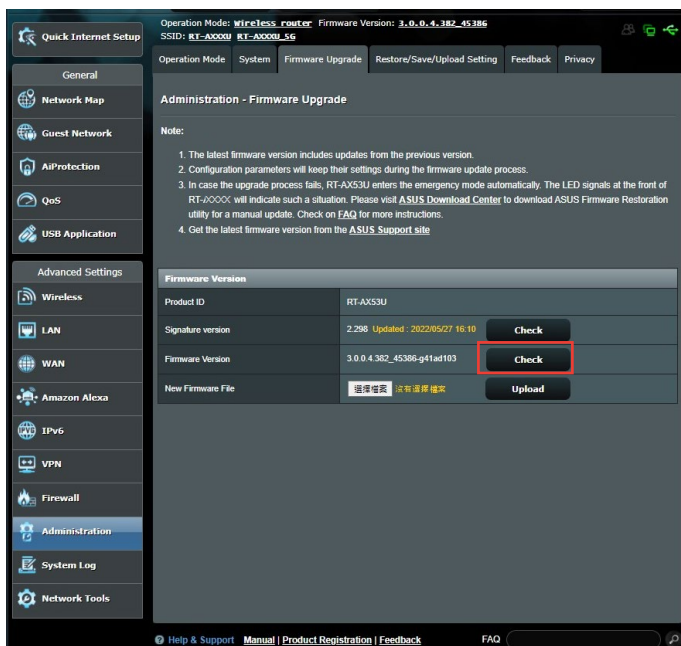 Quick Internet Setup
Operation Mode: Wireless router Firmware Version: 3.0.0.4.382_45386
SSID: RT-AXXXU RT-AXXXU_5G
Operation Mode System Firmware Upgrade Restore/Save/Upload Setting Feedback Privacy
General
Network Map
Guest Network
AiProtection
QoS
USB Application
Advanced Settings
Wireless
LAN
WAN
Amazon Alexa
IPv6
VPN
Firewall
Administration
System Log
Network Tools
Administration - Firmware Upgrade
Note:
1. The latest firmware version includes updates from the previous version.
2. Configuration parameters will keep their settings during the firmware update process.
3. In case the upgrade process fails, RT-AX53U enters the emergency mode automatically. The LED signals at the front of
RT-AXXXX will indicate such a situation. Please visit ASUS Download Center to download ASUS Firmware Restoration
utility for a manual update. Check on FAQ for more instructions.
4. Get the latest firmware version from the ASUS Support site
Firmware Version
Product ID RT-AX53U
Signature version 2.298 Updated : 2022/05/27 16:10 Check
Firmware Version 3.0.0.4.382_45386-g41ad103 Check
New Firmware File 選擇檔案 沒有選擇檔案 Upload
Help & Support Manual | Product Registration | Feedback FAQ